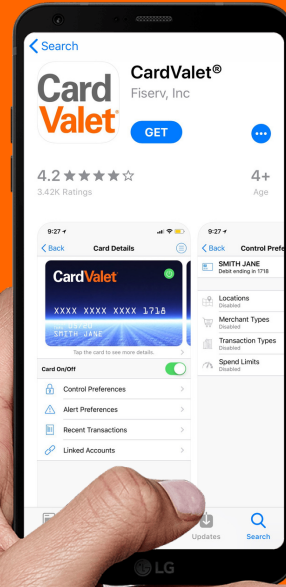 Search
CardValet®
Fiserv, Inc
Card
Valet
GET
4.2
4+
3.42K Ratings
Age
9:27
Back
Card Details
CardValet
XXXX XXXX XXXX 1718
SMITH JANE
Tap the card to see more details.
Card On/Off
Control Preferences
Alert Preferences
Recent Transactions
Linked Accounts
9:27
Back
Control Prefe
SMITH JANE
Debit ending in 1718
Locations
Disabled
Merchant Types
Disabled
Transaction Types
Disabled
Spend Limits
Disabled
Updates
Search
LG